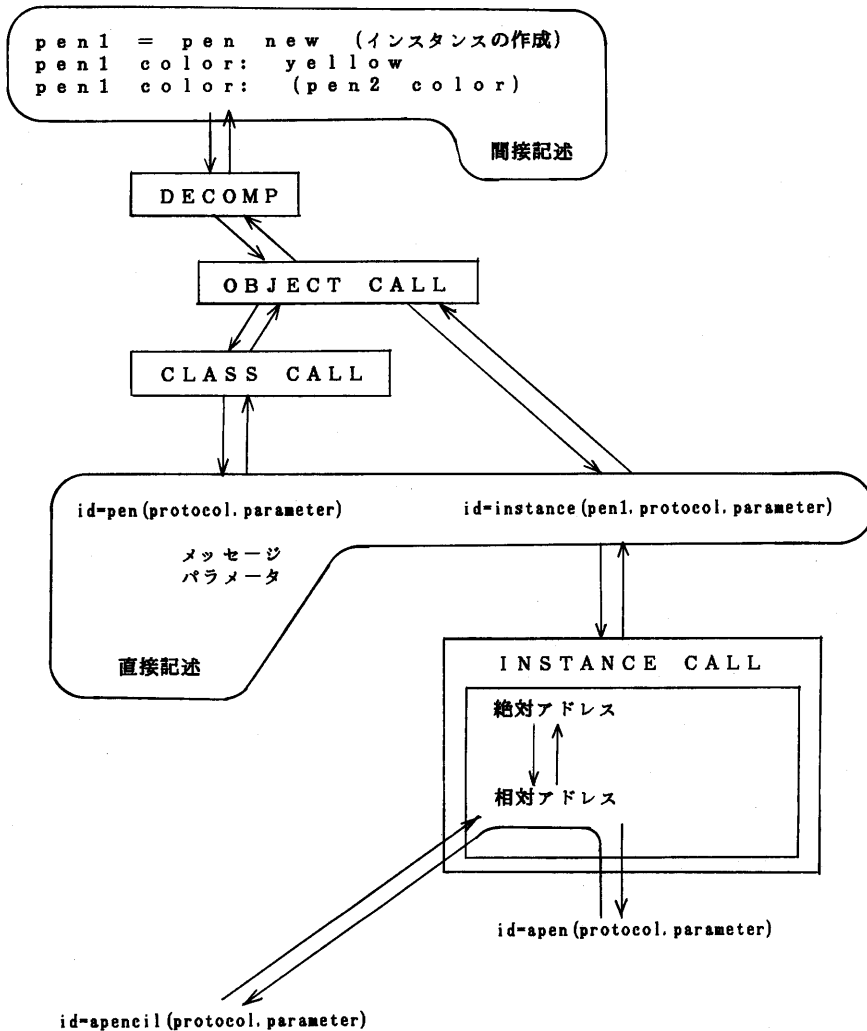 pen1 = pen new (インスタンスの作成)
pen1 color: yellow
pen1 color: (pen2 color)
間接記述
DECOMP
OBJECT CALL
CLASS CALL
id=pen(protocol.parameter)
id=instance(pen1.protocol.parameter)
メッセージ
パラメータ
直接記述
INSTANCE CALL
絶対アドレス
相対アドレス
id=apen(protocol.parameter)
id=apencil(protocol.parameter)